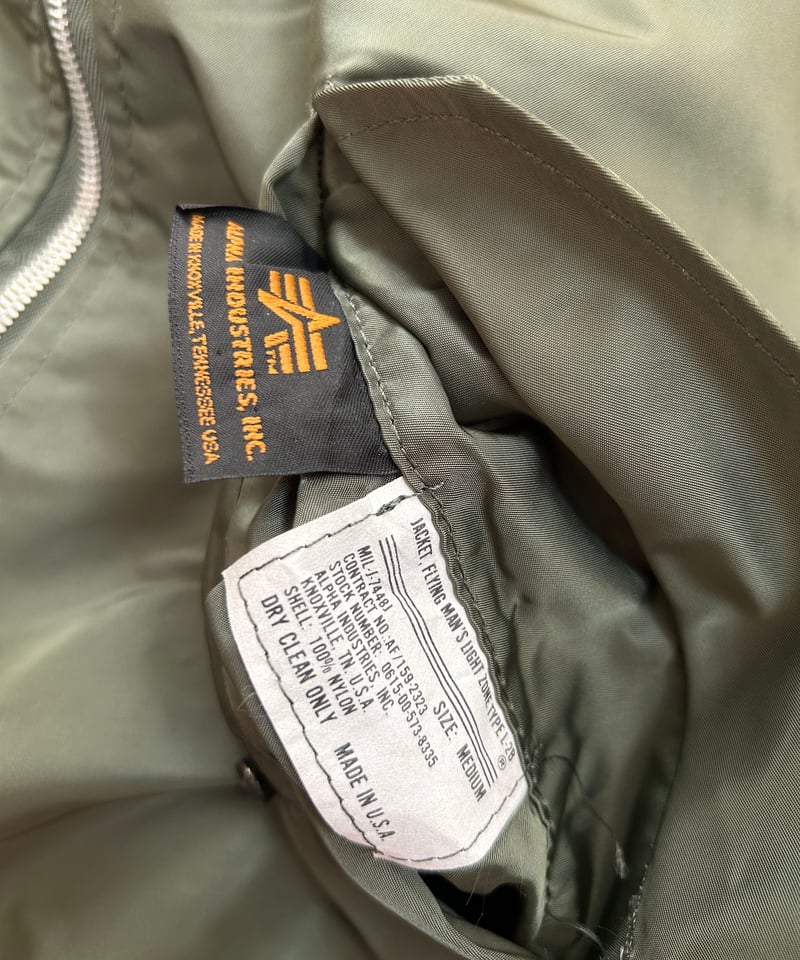 ALPHA INDUSTRIES, INC.
MADE IN KNOXVILLE, TENNESSEE USA
JACKET, FLYING MAN'S LIGHT ZONE, TYPE L-2B
®
SIZE: MEDIUM
MIL-J-7448J
CONTRACT NO.: AF/159-2323
STOCK NUMBER: 0615-00-573-8335
ALPHA INDUSTRIES, INC.
KNOXVILLE, TN U.S.A.
SHELL: 100% NYLON
DRY CLEAN ONLY MADE IN U.S.A.